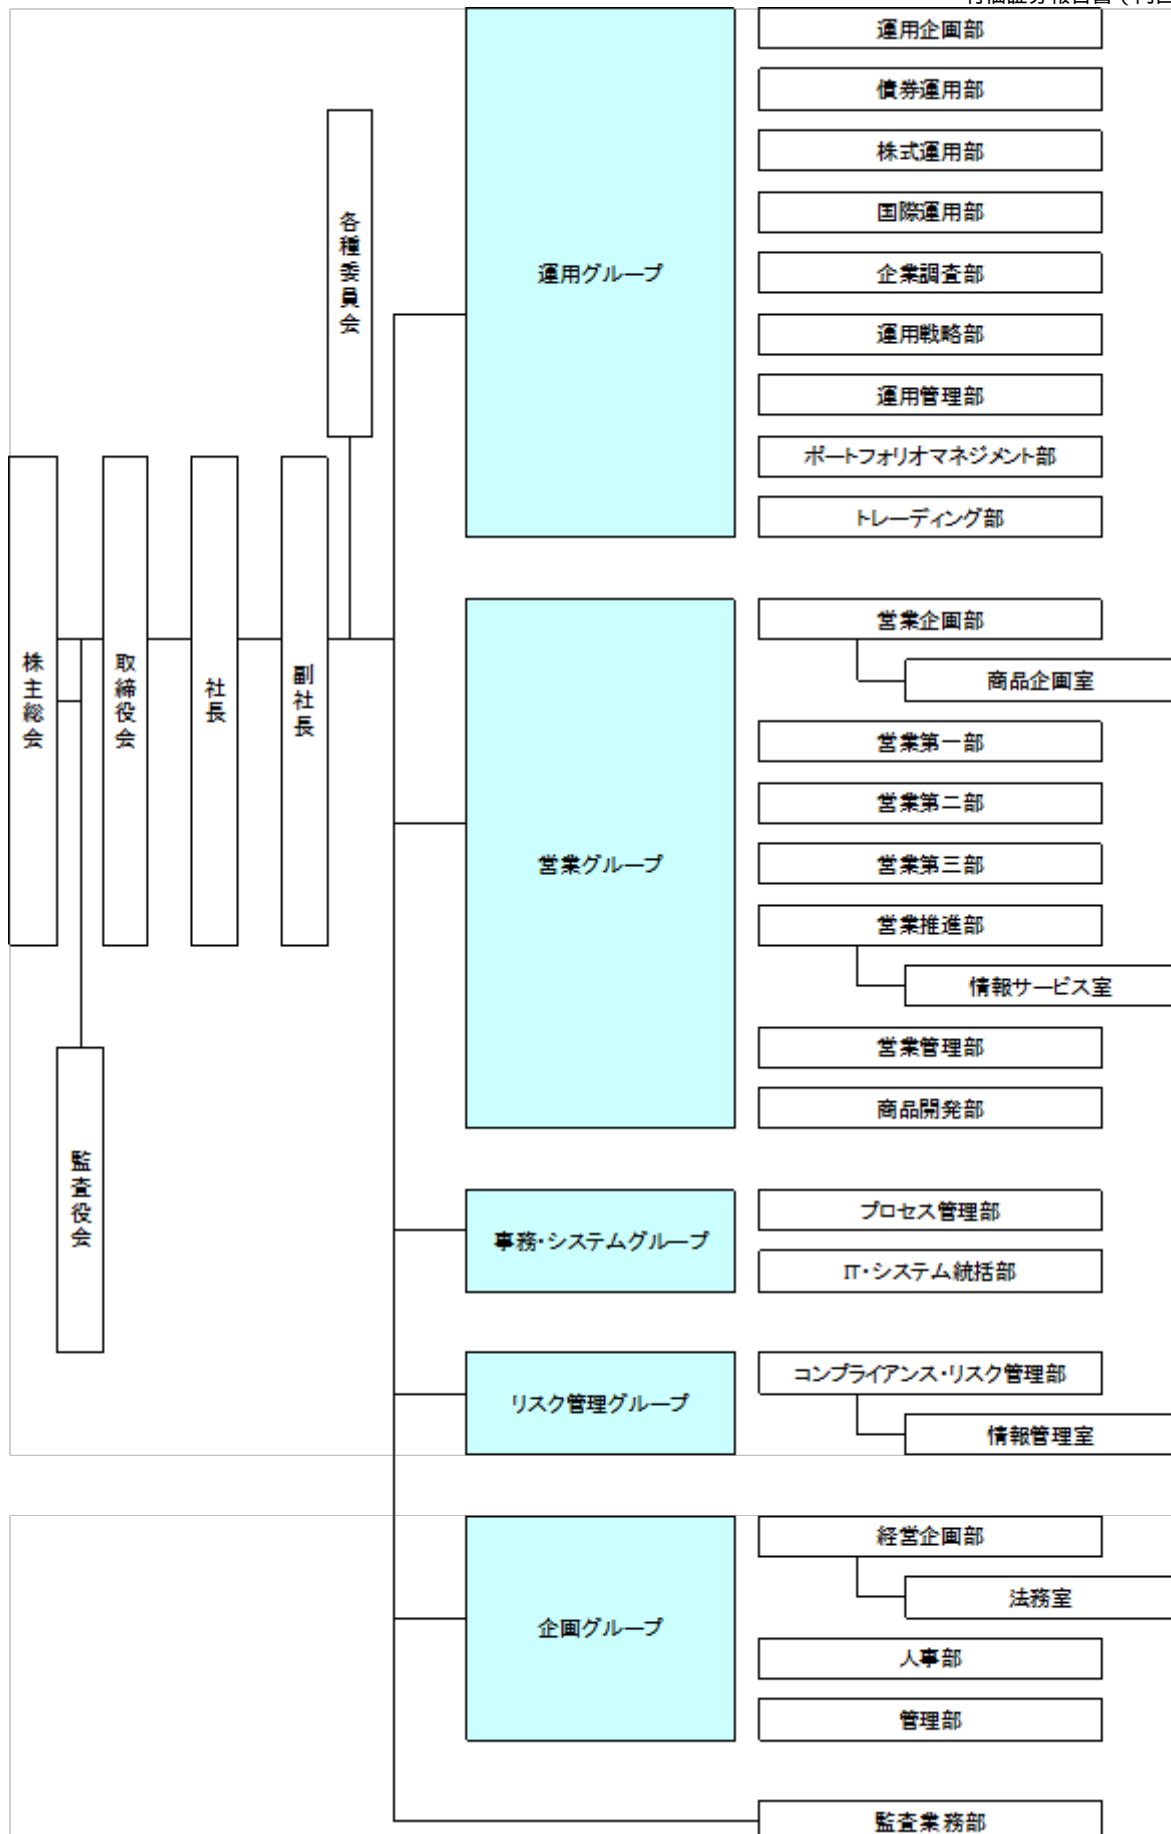 運用企画部
債券運用部
株式運用部
国際運用部
企業調査部
運用戦略部
運用管理部
ポートフォリオマネジメント部
トレーディング部
運用グループ
各種委員会
株主総会
取締役会
社長
副社長
監査役会
営業グループ
営業企画部
商品企画室
営業第一部
営業第二部
営業第三部
営業推進部
情報サービス室
営業管理部
商品開発部
事務・システムグループ
プロセス管理部
IT・システム統括部
リスク管理グループ
コンプライアンス・リスク管理部
情報管理室
企画グループ
経営企画部
法務室
人事部
管理部
監査業務部